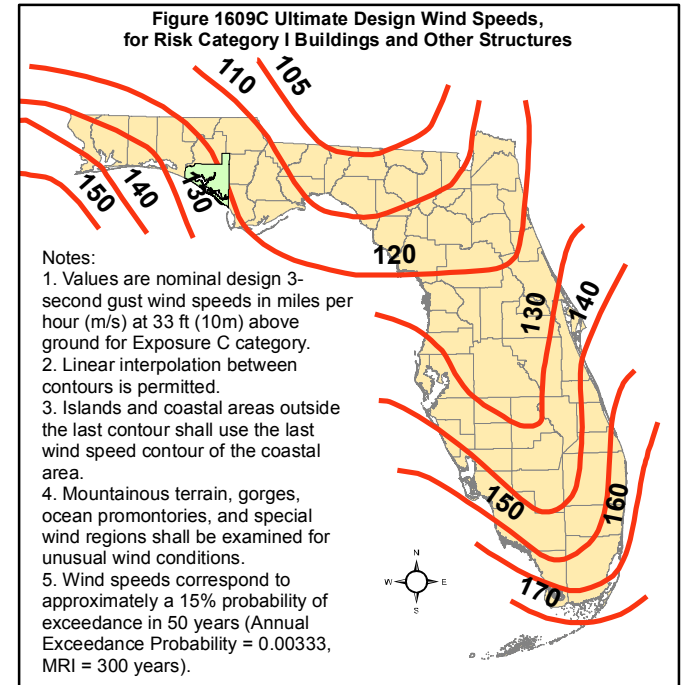 Figure 1609C Ultimate Design Wind Speeds,
for Risk Category I Buildings and Other Structures
105
110
150
140
130
120
130
140
150
160
170
Notes:
1. Values are nominal design 3-
second gust wind speeds in miles per
hour (m/s) at 33 ft (10m) above
ground for Exposure C category.
2. Linear interpolation between
contours is permitted.
3. Islands and coastal areas outside
the last contour shall use the last
wind speed contour of the coastal
area.
4. Mountainous terrain, gorges,
ocean promontories, and special
wind regions shall be examined for
unusual wind conditions.
5. Wind speeds correspond to
approximately a 15% probability of
exceedance in 50 years (Annual
Exceedance Probability = 0.00333,
MRI = 300 years).
N
W E
S